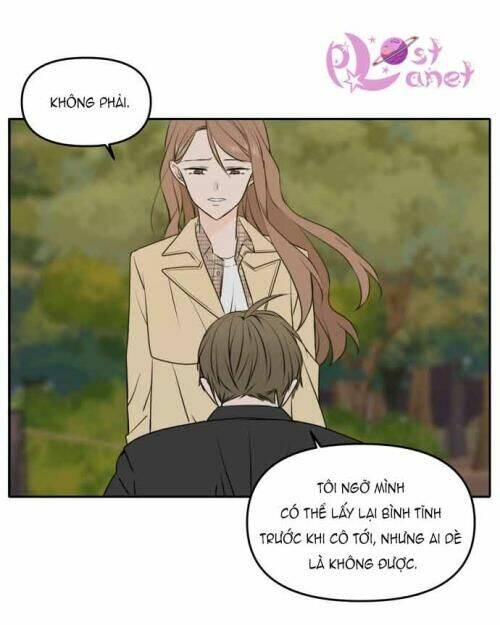 Lost
Planet
KHÔNG PHẢI.
TÔI NGỠ MÌNH
CÓ THỂ LẤY LẠI BÌNH TĨNH
TRƯỚC KHI CÔ TỚI, NHƯNG AI DÈ
LÀ KHÔNG ĐƯỢC.